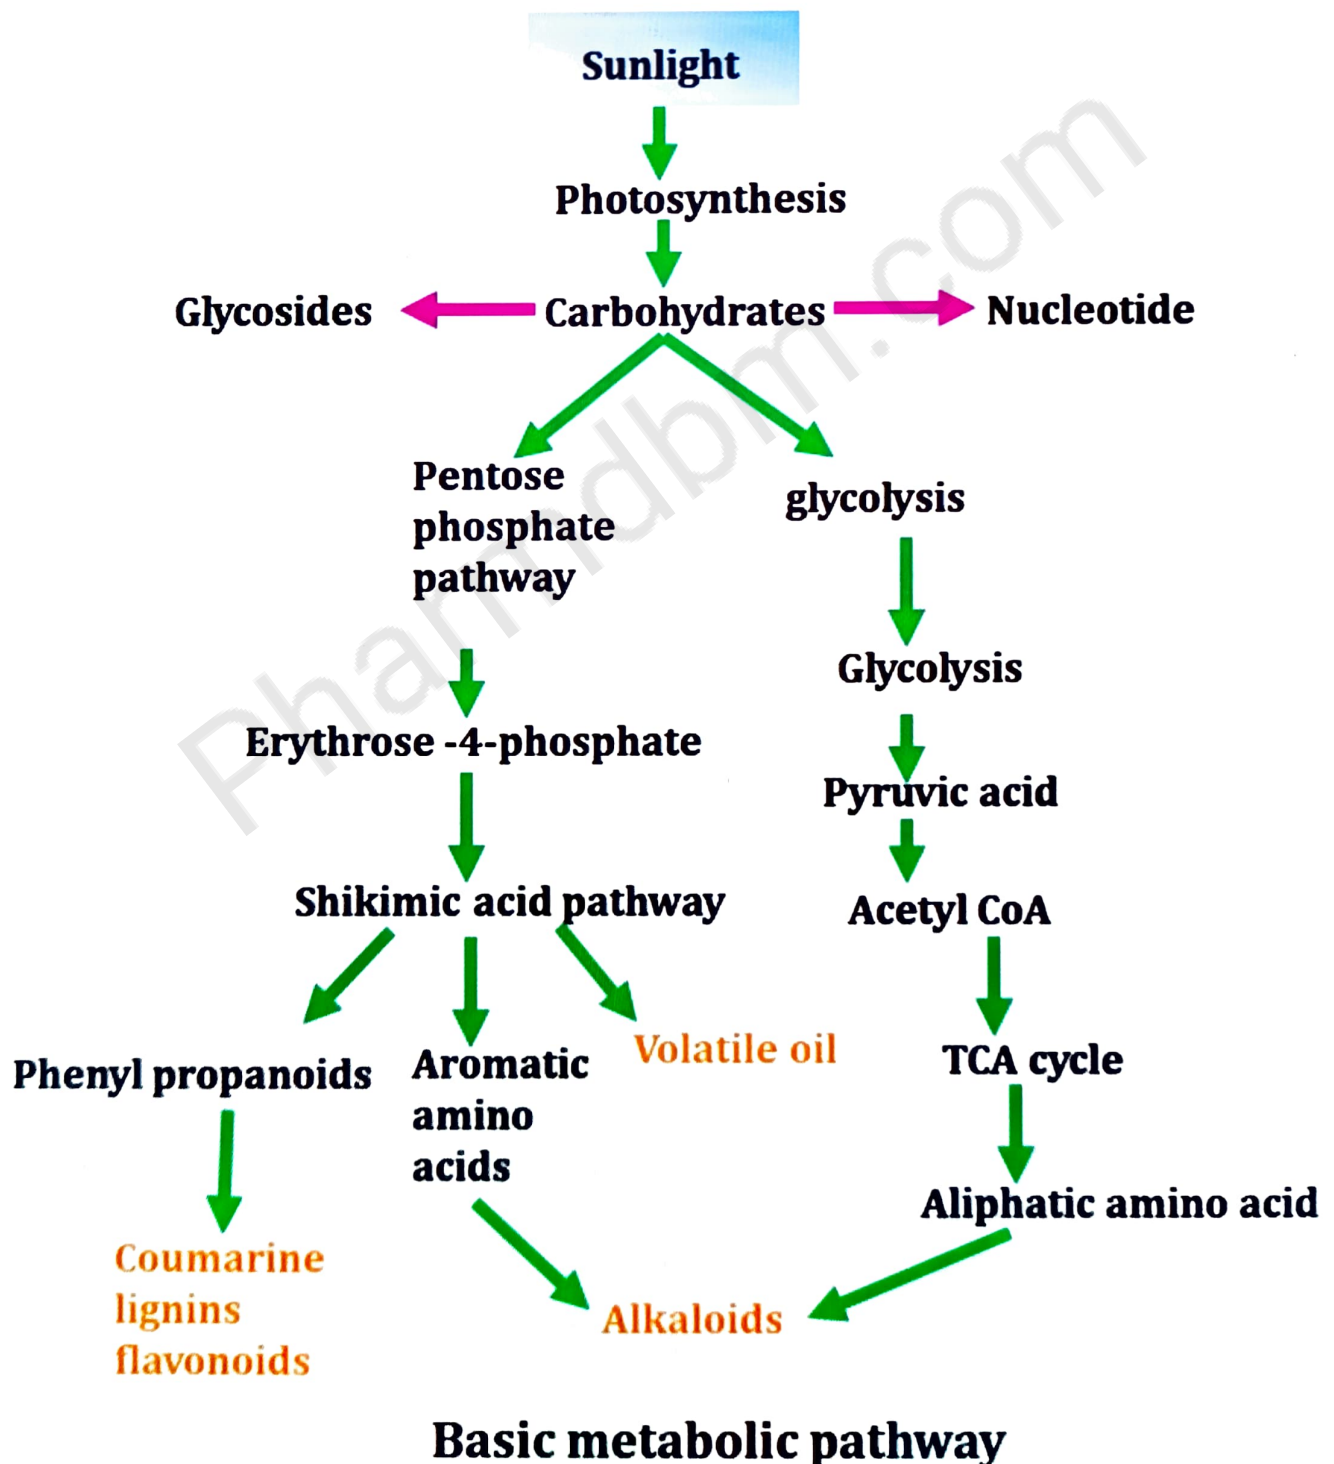 Sunlight
Photosynthesis
Glycosides
Carbohydrates
Nucleotide
Pentose
phosphate
pathway
glycolysis
Glycolysis
Erythrose -4-phosphate
Pyruvic acid
Shikimic acid pathway
Acetyl CoA
Phenyl propanoids
Aromatic
amino
acids
Volatile oil
TCA cycle
Aliphatic amino acid
Coumarine
lignins
flavonoids
Alkaloids
Basic metabolic pathway
Pharmdbm.com